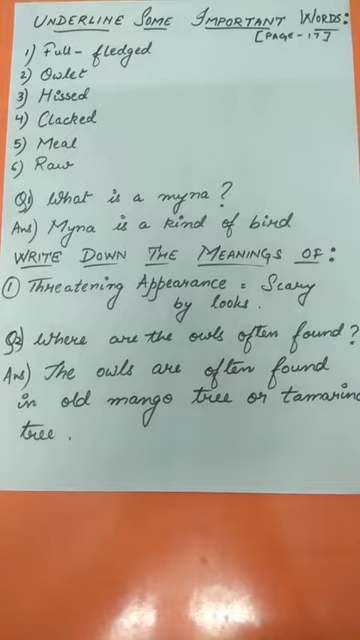 UNDERLINE SOME IMPORTANT WORDS:
[PAGE-17]
1) Full-fledged
2) Owlet
3) Hissed
4) Clacked
5) Meal
6) Raw
Q1) What is a myna?
Ans) Myna is a kind of bird
WRITE DOWN THE MEANINGS OF:
① Threatening Appearance = Scary
by looks.
Q2) Where are the owls often found?
Ans) The owls are often found
in old mango tree or tamarind
tree.